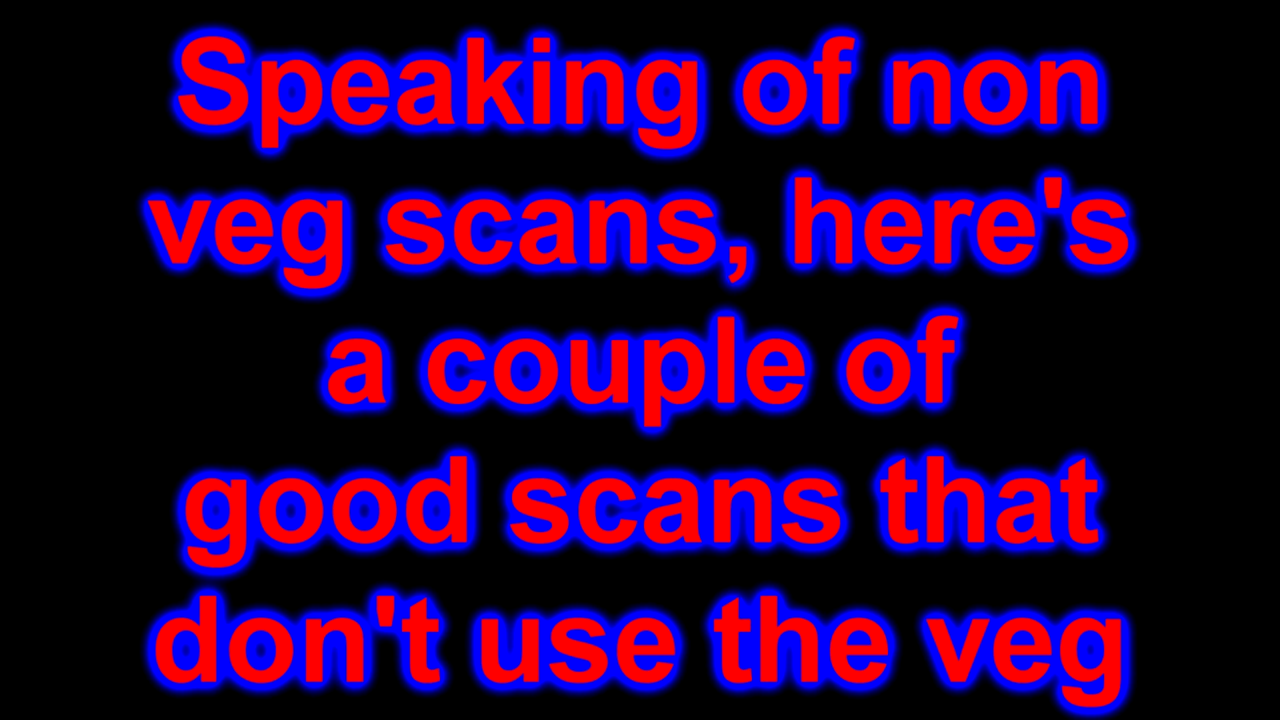 Speaking of non
veg scans, here's
a couple of
good scans that
don't use the veg